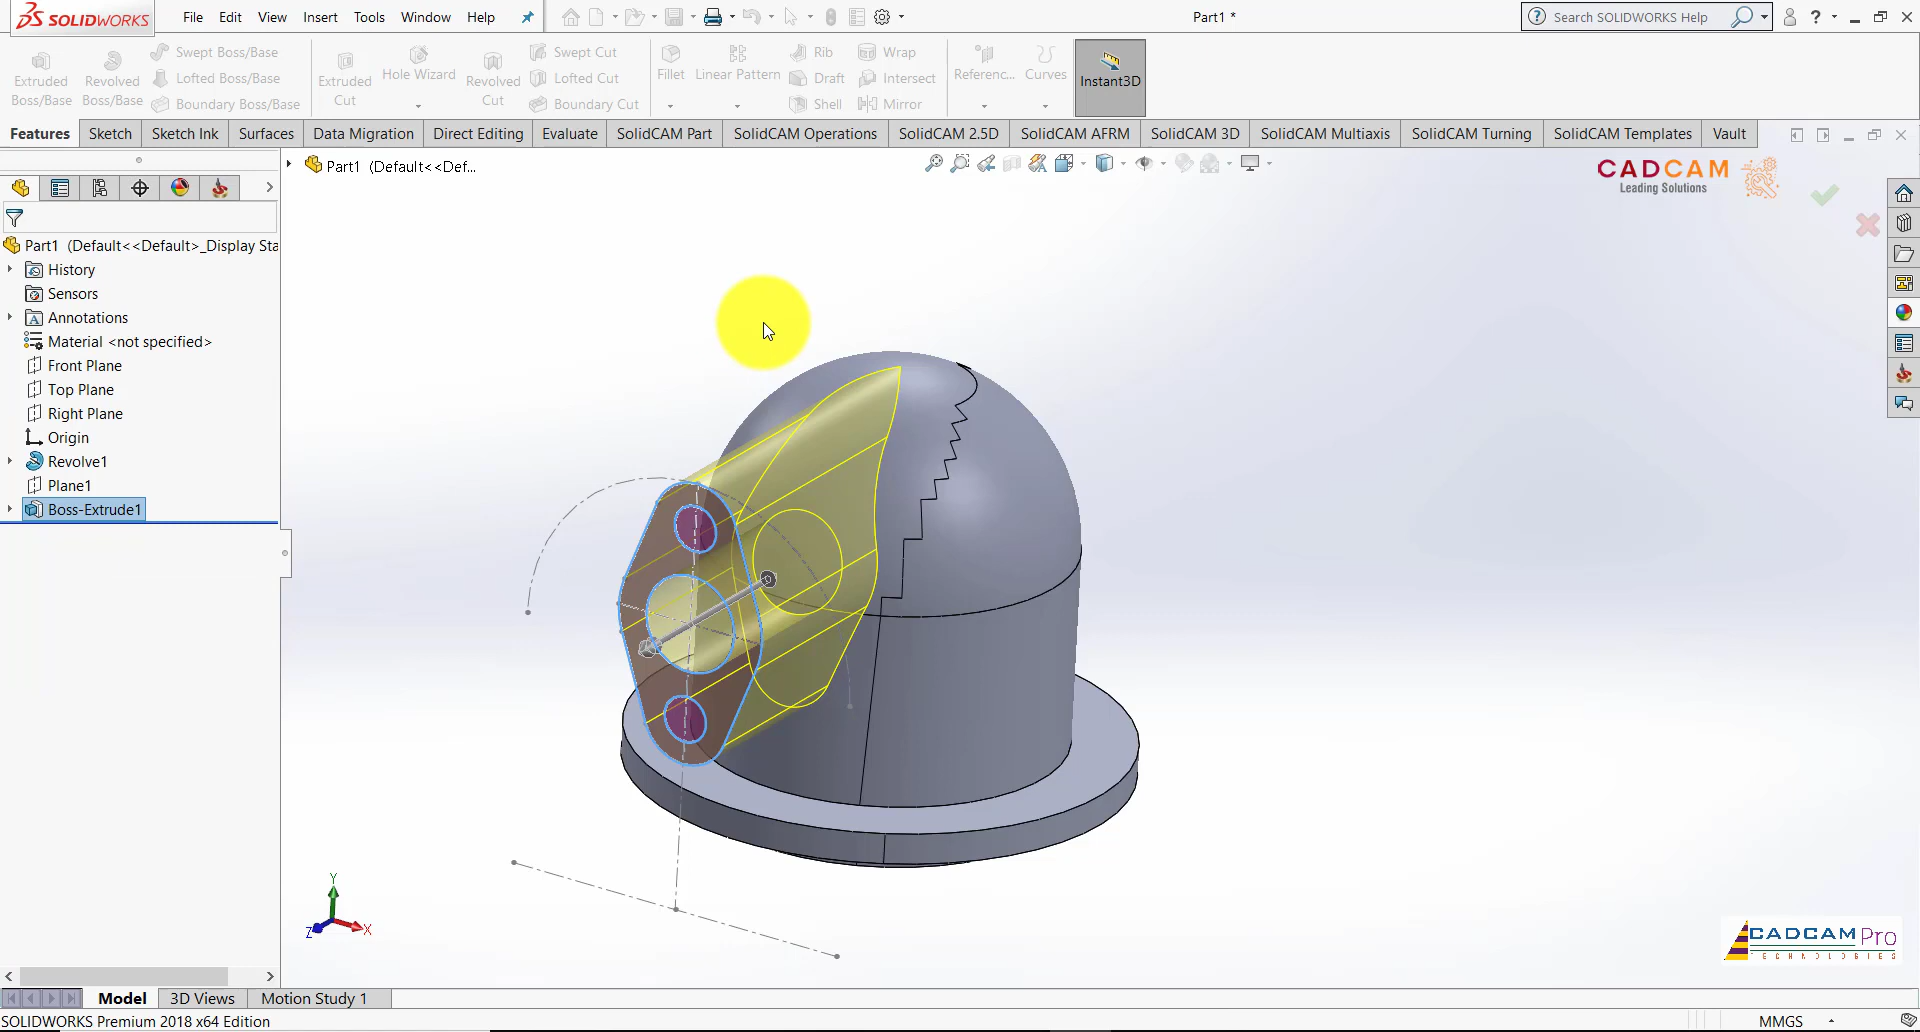 SOLIDWORKS File Edit View Insert Tools Window Help Part1 * Search SOLIDWORKS Help ?
Extruded Boss/Base
Revolved Boss/Base
Swept Boss/Base
Lofted Boss/Base
Boundary Boss/Base
Extruded Cut
Hole Wizard
Revolved Cut
Swept Cut
Lofted Cut
Boundary Cut
Fillet
Linear Pattern
Rib
Draft
Shell
Wrap
Intersect
Mirror
Referenc...
Curves
Instant3D
Features Sketch Sketch Ink Surfaces Data Migration Direct Editing Evaluate SolidCAM Part SolidCAM Operations SolidCAM 2.5D SolidCAM AFRM SolidCAM 3D SolidCAM Multiaxis SolidCAM Turning SolidCAM Templates Vault
Part1 (Default<<Def...
CADCAM
Leading Solutions
Part1 (Default<<Default>_Display Sta
History
Sensors
Annotations
Material <not specified>
Front Plane
Top Plane
Right Plane
Origin
Revolve1
Plane1
Boss-Extrude1
Y
Z X
CADCAM Pro
TECHNOLOGIES
Model 3D Views Motion Study 1
SOLIDWORKS Premium 2018 x64 Edition MMGS